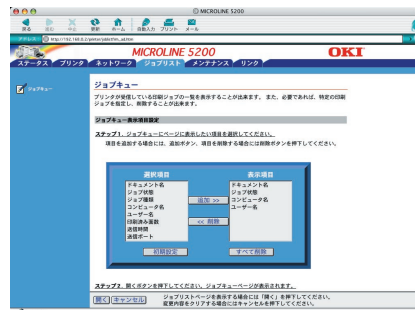 MICROLINE 5200
戻る 進む 中止 更新 ホーム 自動入力 プリント メール
アドレス http://192.168.0.2/
MICROLINE 5200
OKI
ステータス プリンタ ネットワーク ジョブリスト メンテナンス リンク
ジョブキュー
ジョブキュー
プリンタが受信している印刷ジョブの一覧を表示することが出来ます。また、必要であれば、特定の印刷
ジョブを指定し、削除することが出来ます。
ジョブキュー表示項目設定
ステップ1. ジョブキューにページに表示したい項目を選択してください。
項目を追加する場合には、追加ボタン、項目を削除する場合には削除ボタンを押下してください。
選択項目 表示項目
ドキュメント名 ドキュメント名
ジョブ状態 ジョブ状態
ジョブ種類 コンピュータ名
コンピュータ名 ユーザー名
ユーザー名
印刷済み面数
送信時間
送信ポート
追加 >>
<< 削除
初期設定 すべて削除
ステップ2. 開くボタンを押下してください、ジョブキューページが表示されます。
開く キャンセル
ジョブリストページを表示する場合には「開く」を押下してください。
変更内容をクリアする場合にはキャンセルを押下してください。